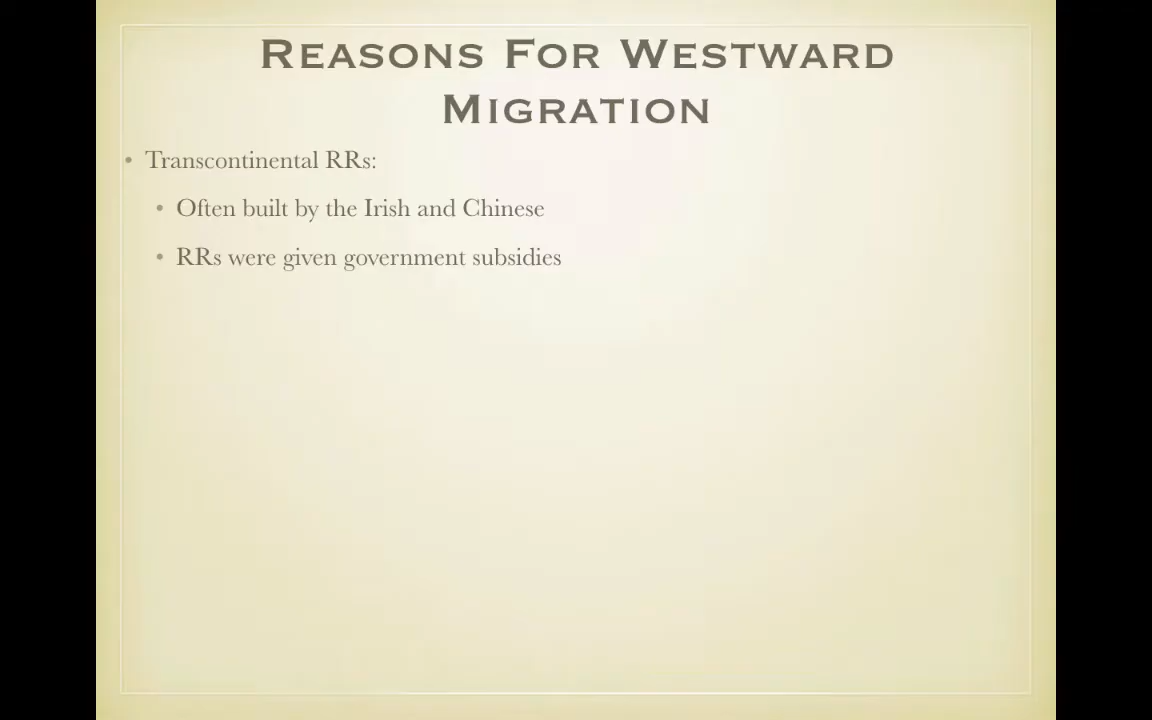 Reasons For Westward
Migration
• Transcontinental RRs:
• Often built by the Irish and Chinese
• RRs were given government subsidies